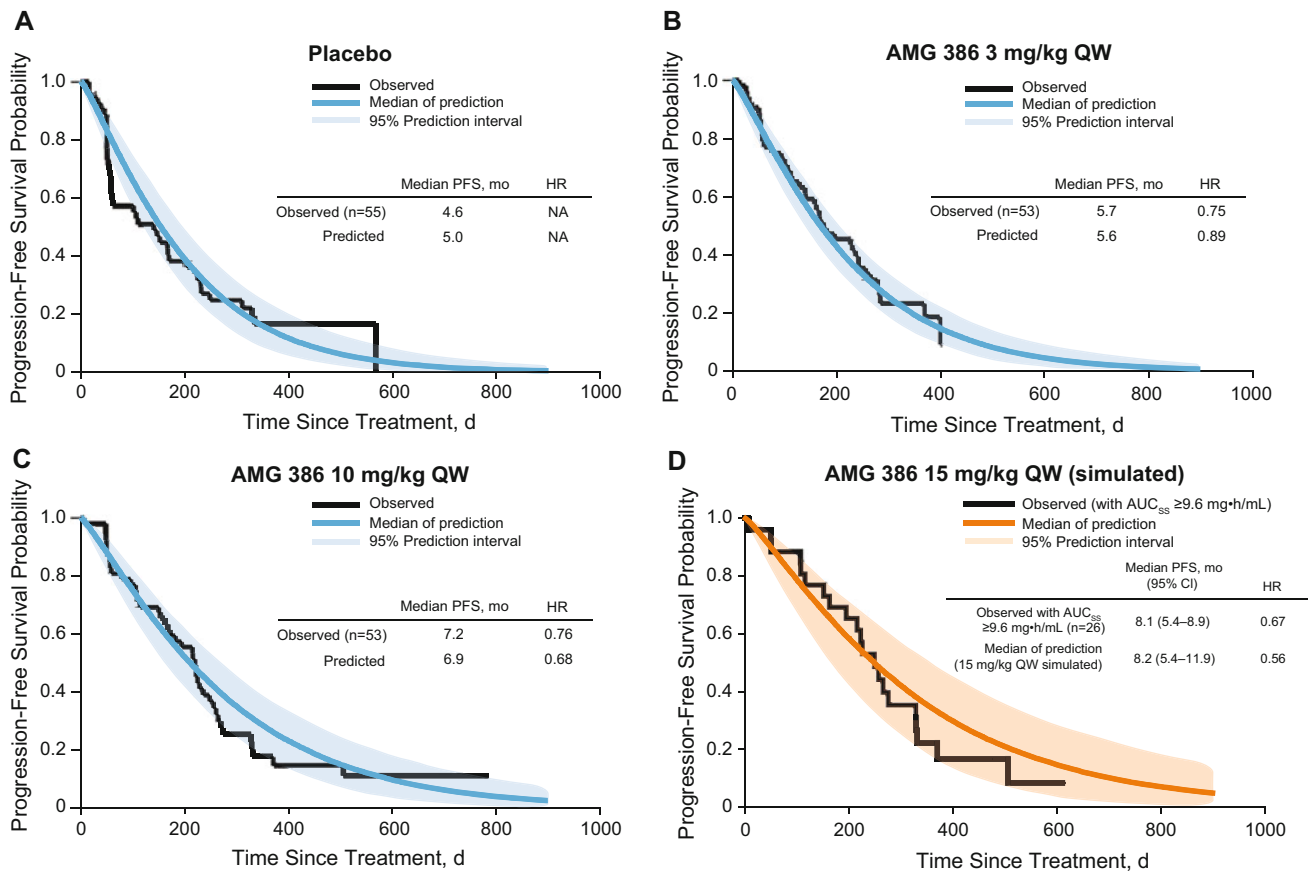 A
Placebo
Observed
Median of prediction
95% Prediction interval
Median PFS, mo HR
Observed (n=55) 4.6 NA
Predicted 5.0 NA
Progression-Free Survival Probability
1.0
0.8
0.6
0.4
0.2
0
0 200 400 600 800 1000
Time Since Treatment, d
B
AMG 386 3 mg/kg QW
Observed
Median of prediction
95% Prediction interval
Median PFS, mo HR
Observed (n=53) 5.7 0.75
Predicted 5.6 0.89
Progression-Free Survival Probability
1.0
0.8
0.6
0.4
0.2
0
0 200 400 600 800 1000
Time Since Treatment, d
C
AMG 386 10 mg/kg QW
Observed
Median of prediction
95% Prediction interval
Median PFS, mo HR
Observed (n=53) 7.2 0.76
Predicted 6.9 0.68
Progression-Free Survival Probability
1.0
0.8
0.6
0.4
0.2
0
0 200 400 600 800 1000
Time Since Treatment, d
D
AMG 386 15 mg/kg QW (simulated)
Observed (with AUCSS ≥9.6 mg•h/mL)
Median of prediction
95% Prediction interval
Median PFS, mo
(95% CI) HR
Observed with AUCSS
≥9.6 mg•h/mL (n=26) 8.1 (5.4–8.9) 0.67
Median of prediction
(15 mg/kg QW simulated) 8.2 (5.4–11.9) 0.56
Progression-Free Survival Probability
1.0
0.8
0.6
0.4
0.2
0
0 200 400 600 800 1000
Time Since Treatment, d